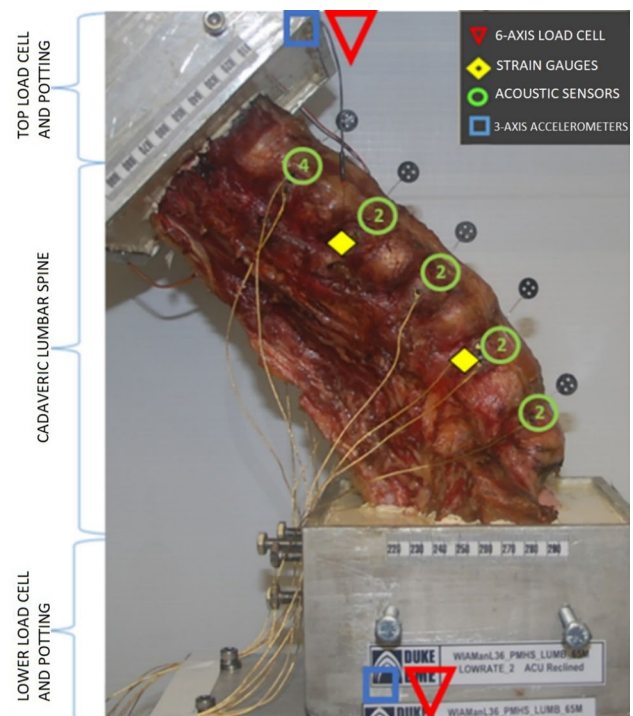 6-AXIS LOAD CELL
STRAIN GAUGES
ACOUSTIC SENSORS
3-AXIS ACCELEROMETERS
TOP LOAD CELL
AND POTTING
CADAVERIC LUMBAR SPINE
LOWER LOAD CELL
AND POTTING
4
2
2
2
2
220 230 240 250 260 270 280 290
DUKE
WIAManL36_PMHS_LUMB_65M
LOWRATE_2 ACU Reclined
DUKE
WIAManL36_PMHS_LUMB_65M